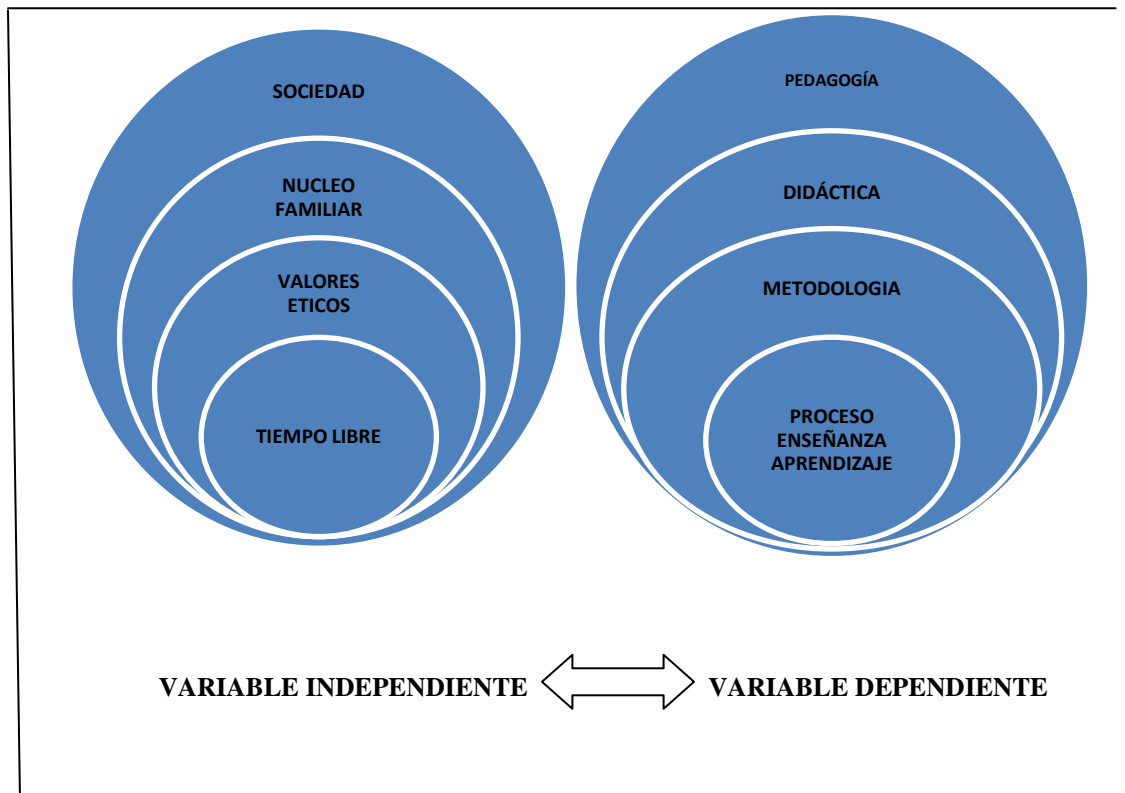 SOCIEDAD
NUCLEO
FAMILIAR
VALORES
ETICOS
TIEMPO LIBRE
PEDAGOGÍA
DIDÁCTICA
METODOLOGIA
PROCESO
ENSEÑANZA
APRENDIZAJE
VARIABLE INDEPENDIENTE
VARIABLE DEPENDIENTE